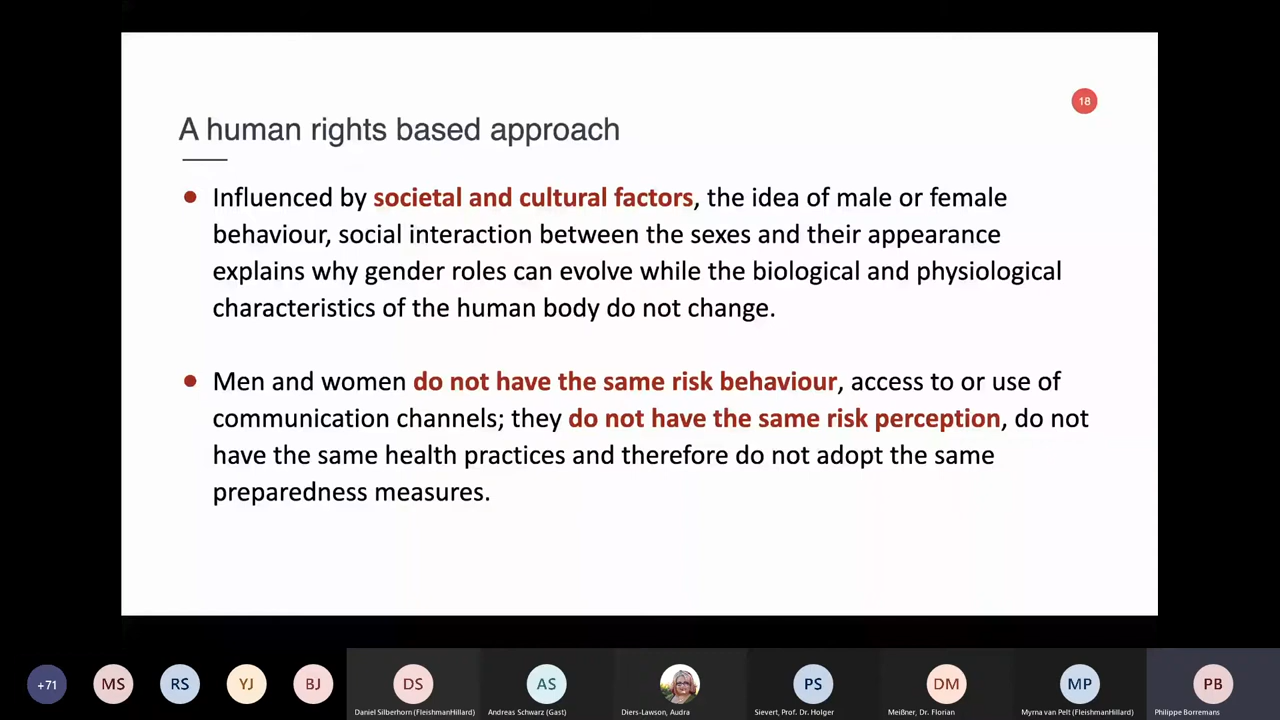 18
A human rights based approach
Influenced by societal and cultural factors, the idea of male or female
behaviour, social interaction between the sexes and their appearance
explains why gender roles can evolve while the biological and physiological
characteristics of the human body do not change.
Men and women do not have the same risk behaviour, access to or use of
communication channels; they do not have the same risk perception, do not
have the same health practices and therefore do not adopt the same
preparedness measures.
+71 MS RS YJ BJ DS AS PS DM MP PB
Daniel Silberhorn (FleishmanHillard) Andreas Schwarz (Gast) Diers-Lawson, Audra Sievert, Prof. Dr. Holger Meißner, Dr. Florian Myrna van Pelt (FleishmanHillard) Philippe Borremans